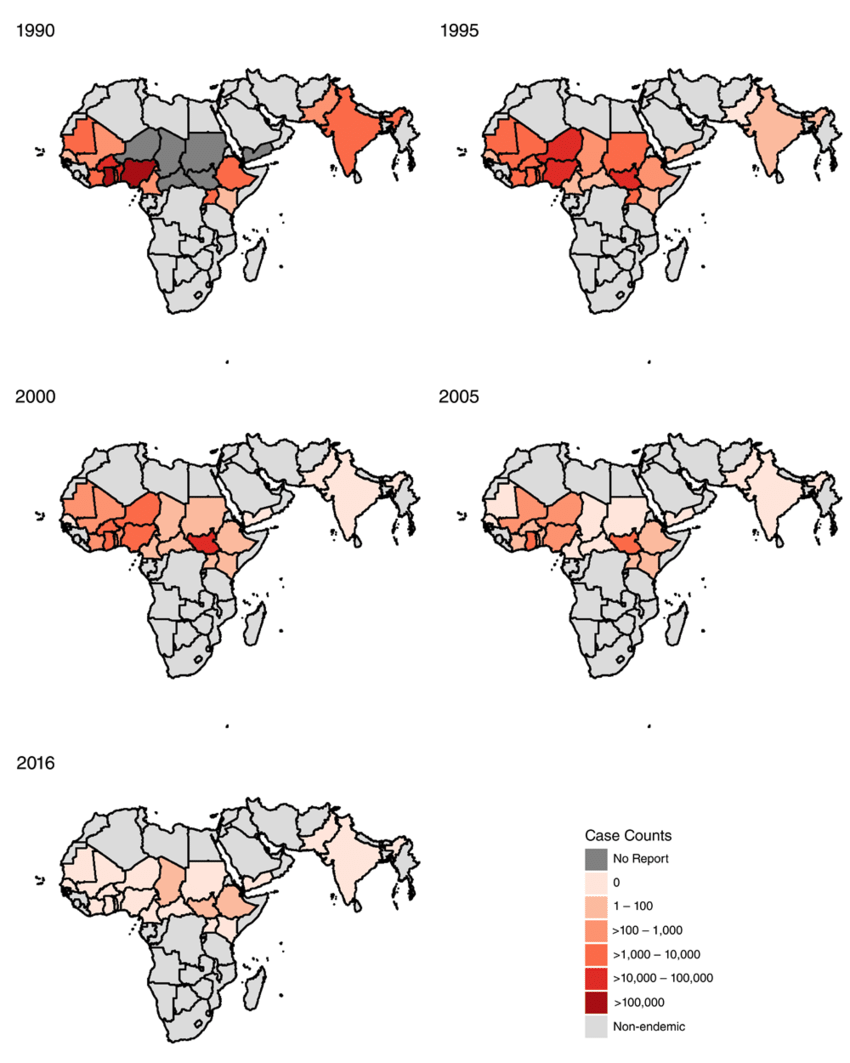 1990
1995
2000
2005
2016
Case Counts
No Report
0
1 – 100
>100 – 1,000
>1,000 – 10,000
>10,000 – 100,000
>100,000
Non-endemic